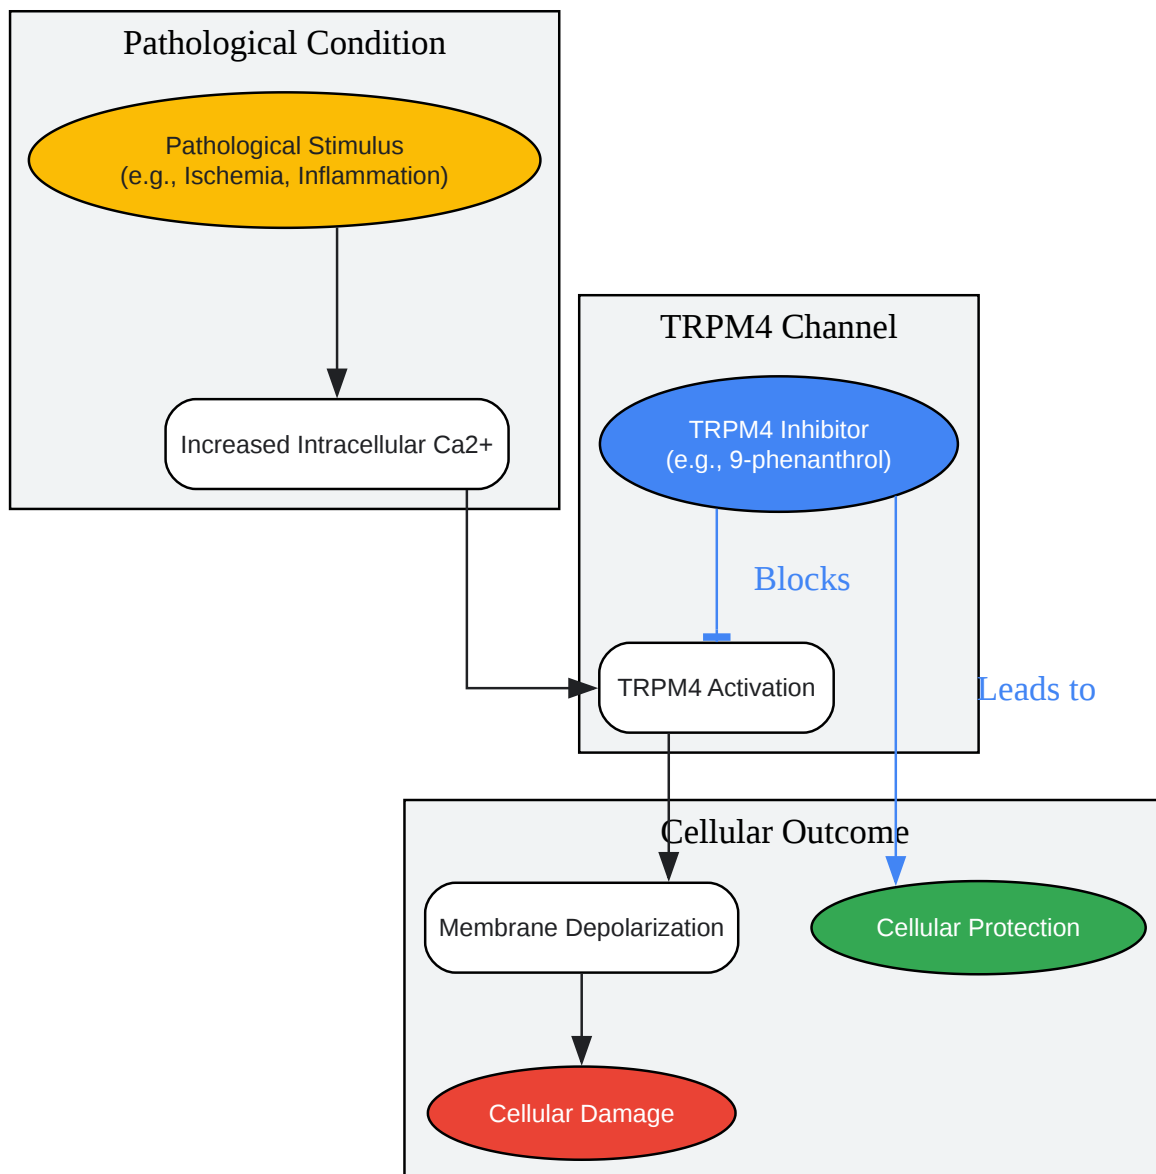 Pathological Condition
Pathological Stimulus
(e.g., Ischemia, Inflammation)
Increased Intracellular Ca2+
TRPM4 Channel
TRPM4 Inhibitor
(e.g., 9-phenanthrol)
Blocks
TRPM4 Activation
Leads to
Cellular Outcome
Membrane Depolarization
Cellular Protection
Cellular Damage